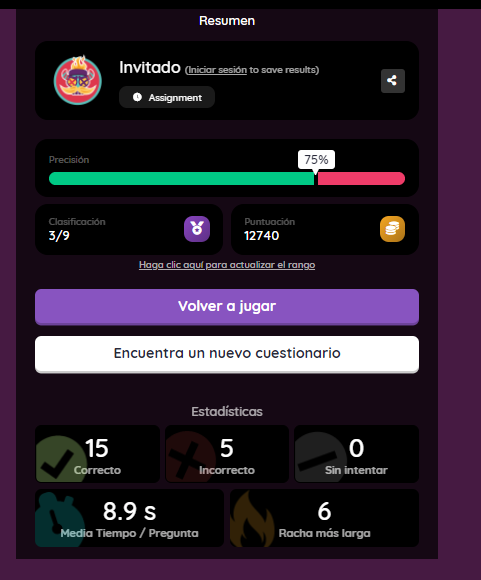 Resumen
Invitado (Iniciar sesión to save results)
Assignment
Precisión
75%
Clasificación
3/9
Puntuación
12740
Haga clic aquí para actualizar el rango
Volver a jugar
Encuentra un nuevo cuestionario
Estadísticas
15
Correcto
5
Incorrecto
0
Sin intentar
8.9 s
Media Tiempo / Pregunta
6
Racha más larga